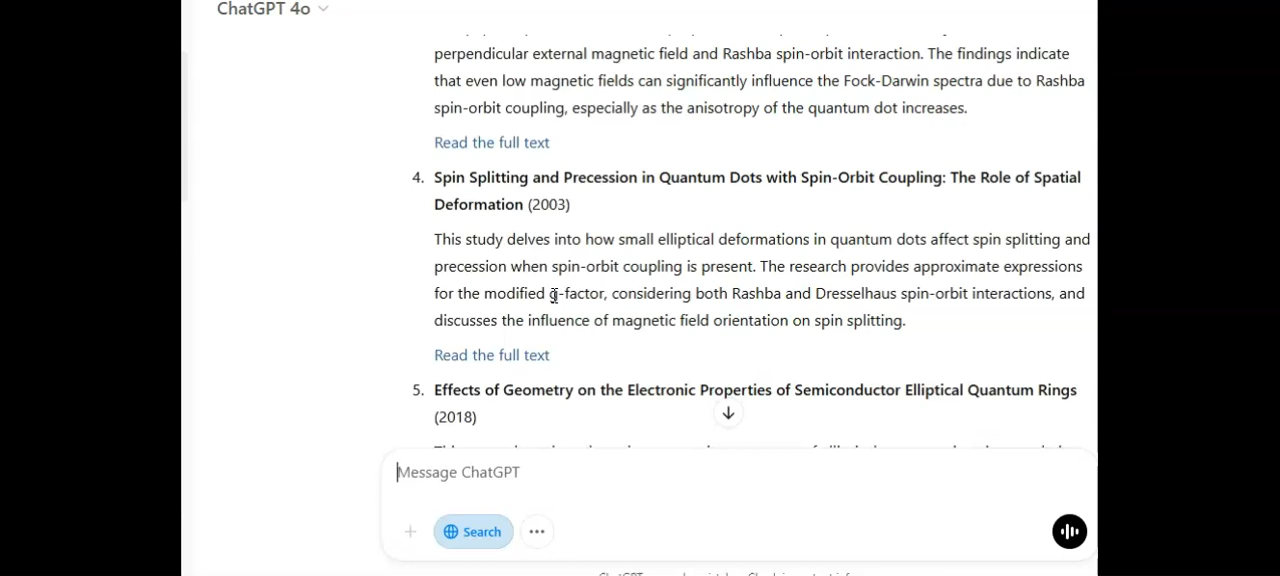 ChatGPT 4o
perpendicular external magnetic field and Rashba spin-orbit interaction. The findings indicate
that even low magnetic fields can significantly influence the Fock-Darwin spectra due to Rashba
spin-orbit coupling, especially as the anisotropy of the quantum dot increases.
Read the full text
4. Spin Splitting and Precession in Quantum Dots with Spin-Orbit Coupling: The Role of Spatial
Deformation (2003)
This study delves into how small elliptical deformations in quantum dots affect spin splitting and
precession when spin-orbit coupling is present. The research provides approximate expressions
for the modified g-factor, considering both Rashba and Dresselhaus spin-orbit interactions, and
discusses the influence of magnetic field orientation on spin splitting.
Read the full text
5. Effects of Geometry on the Electronic Properties of Semiconductor Elliptical Quantum Rings
(2018)
Message ChatGPT
Search